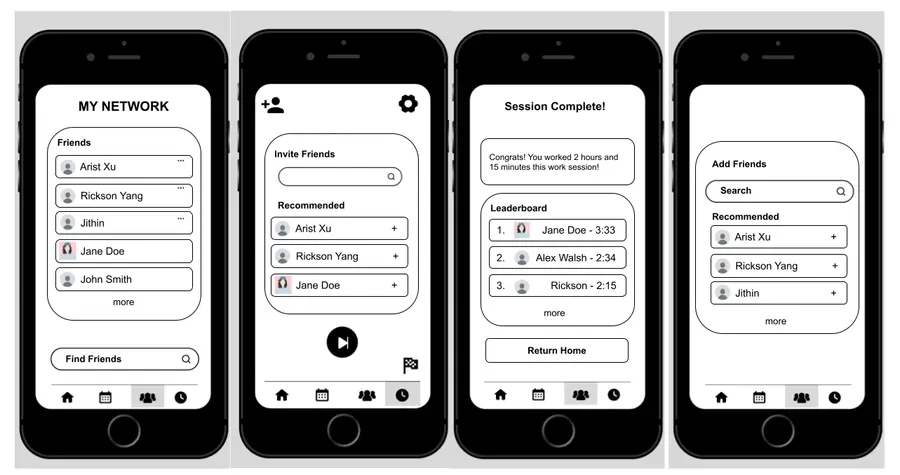 MY NETWORK
Friends
Arist Xu
...
Rickson Yang
...
Jithin
...
Jane Doe
John Smith
more
Find Friends
Invite Friends
Recommended
Arist Xu +
Rickson Yang +
Jane Doe +
Session Complete!
Congrats! You worked 2 hours and
15 minutes this work session!
Leaderboard
1. Jane Doe - 3:33
2. Alex Walsh - 2:34
3. Rickson - 2:15
more
Return Home
Add Friends
Search
Recommended
Arist Xu +
Rickson Yang +
Jithin +
more